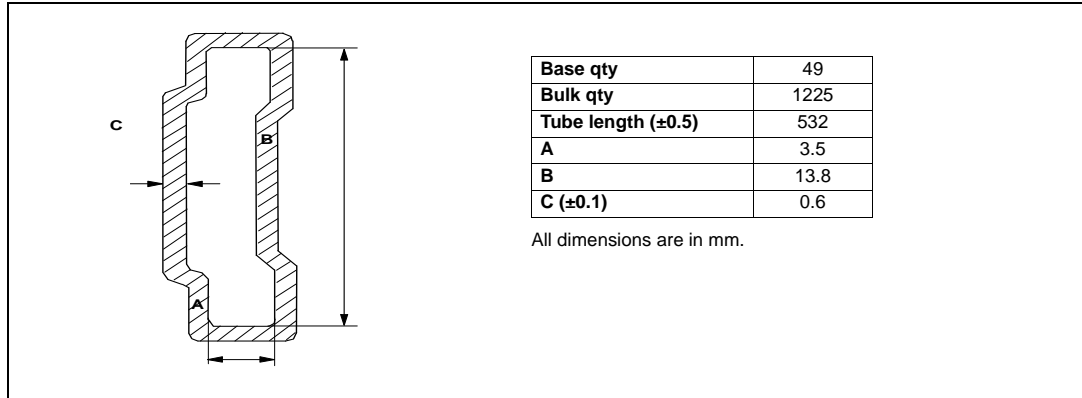 C
B
A
Base qty 49
Bulk qty 1225
Tube length (±0.5) 532
A 3.5
B 13.8
C (±0.1) 0.6
All dimensions are in mm.